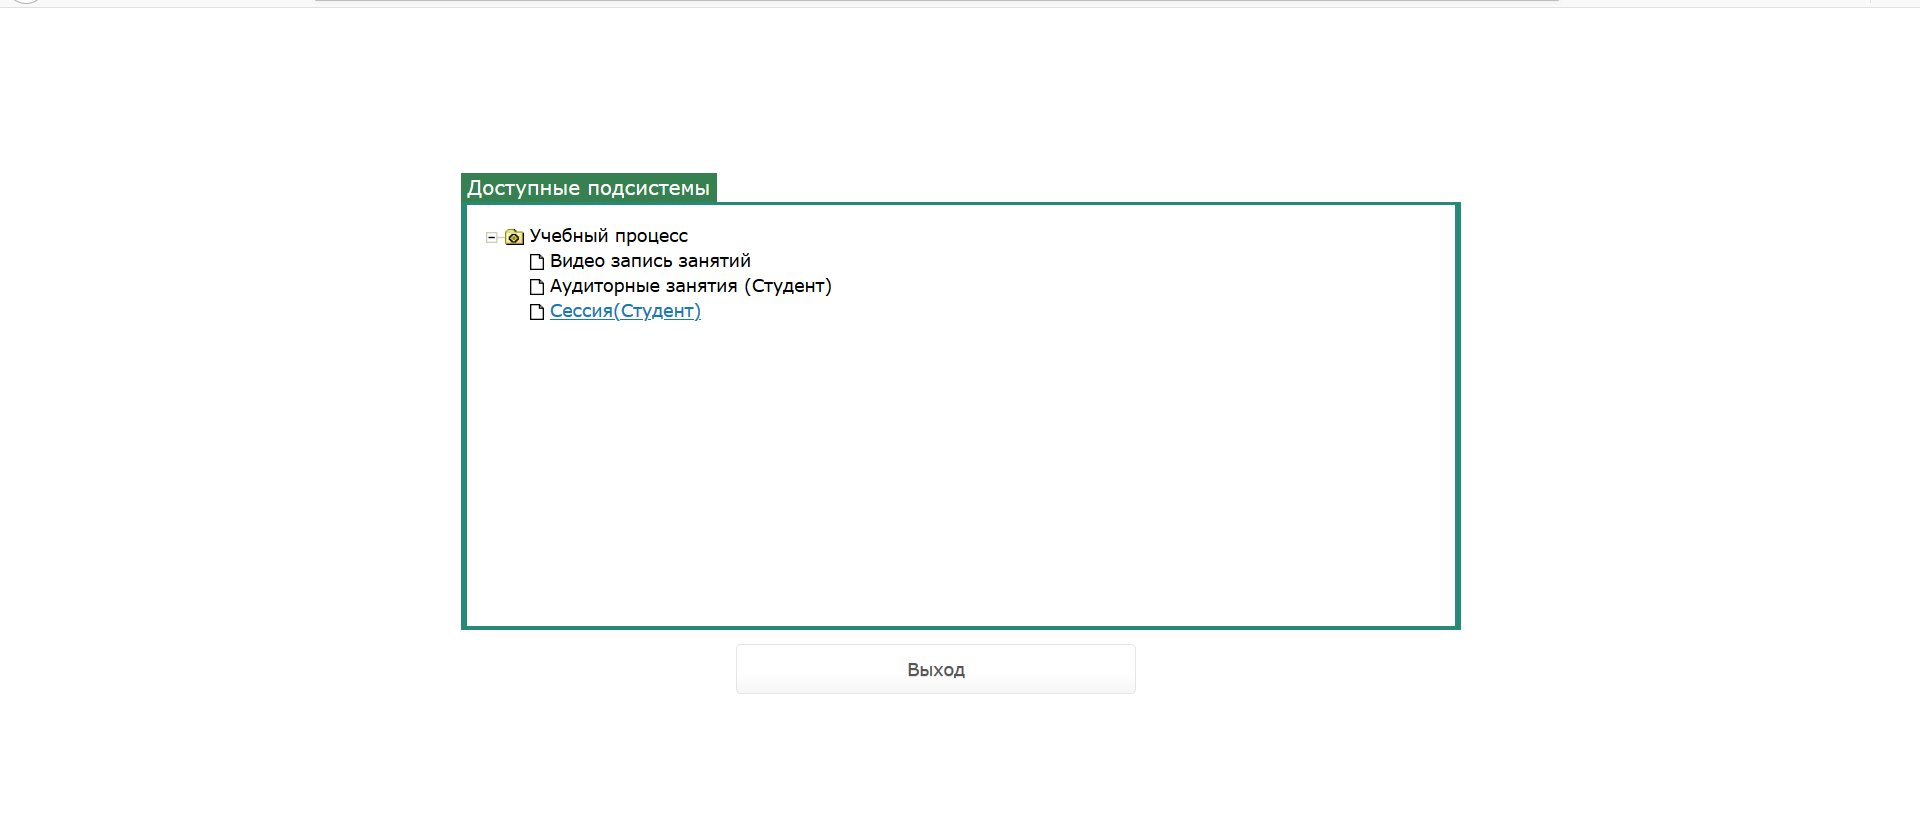 Доступные подсистемы
Учебный процесс
Видео запись занятий
Аудиторные занятия (Студент)
Сессия(Студент)
Выход